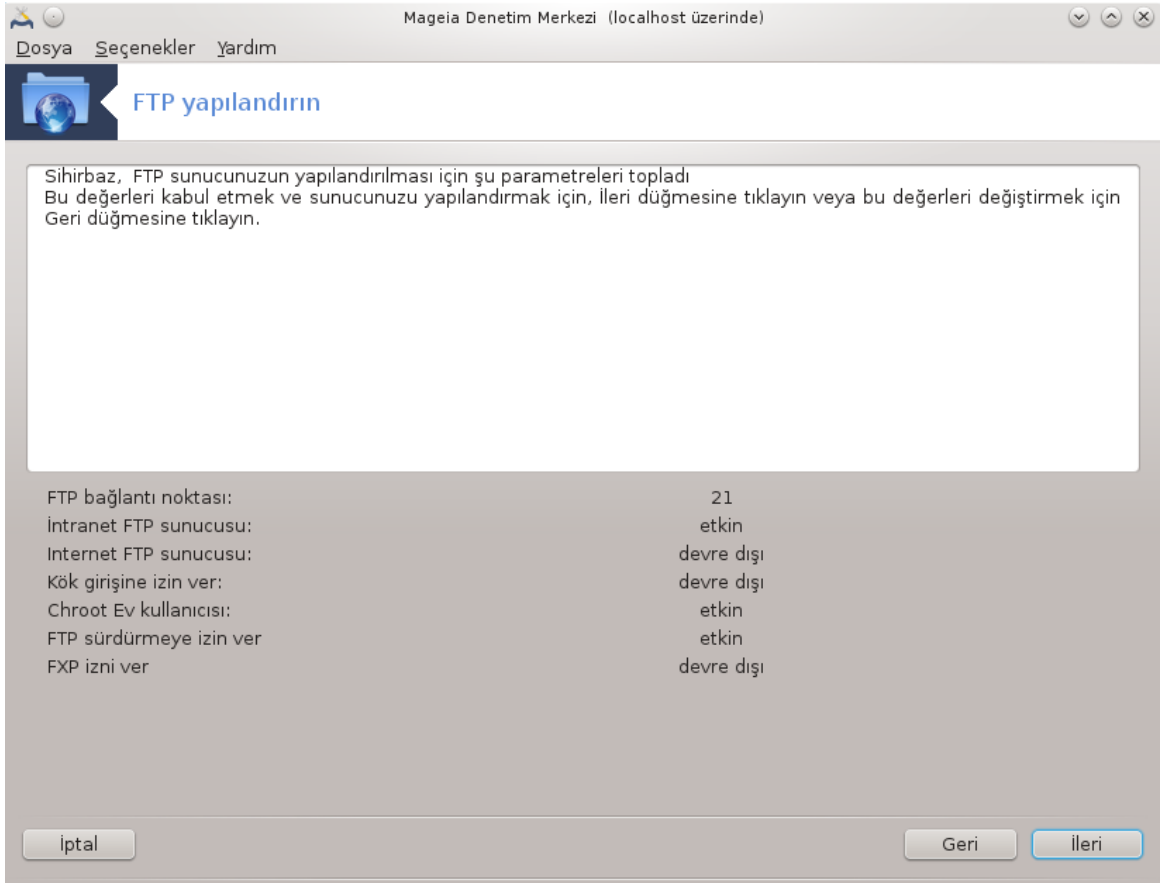 Mageia Denetim Merkezi (localhost üzerinde)
Dosya Seçenekler Yardım
FTP yapılandırın
Sihirbaz, FTP sunucunuzun yapılandırılması için şu parametreleri topladı
Bu değerleri kabul etmek ve sunucunuzu yapılandırmak için, İleri düğmesine tıklayın veya bu değerleri değiştirmek için
Geri düğmesine tıklayın.
FTP bağlantı noktası: 21
İntranet FTP sunucusu: etkin
Internet FTP sunucusu: devre dışı
Kök girişine izin ver: devre dışı
Chroot Ev kullanıcısı: etkin
FTP sürdürmeye izin ver etkin
FXP izni ver devre dışı
İptal Geri İleri